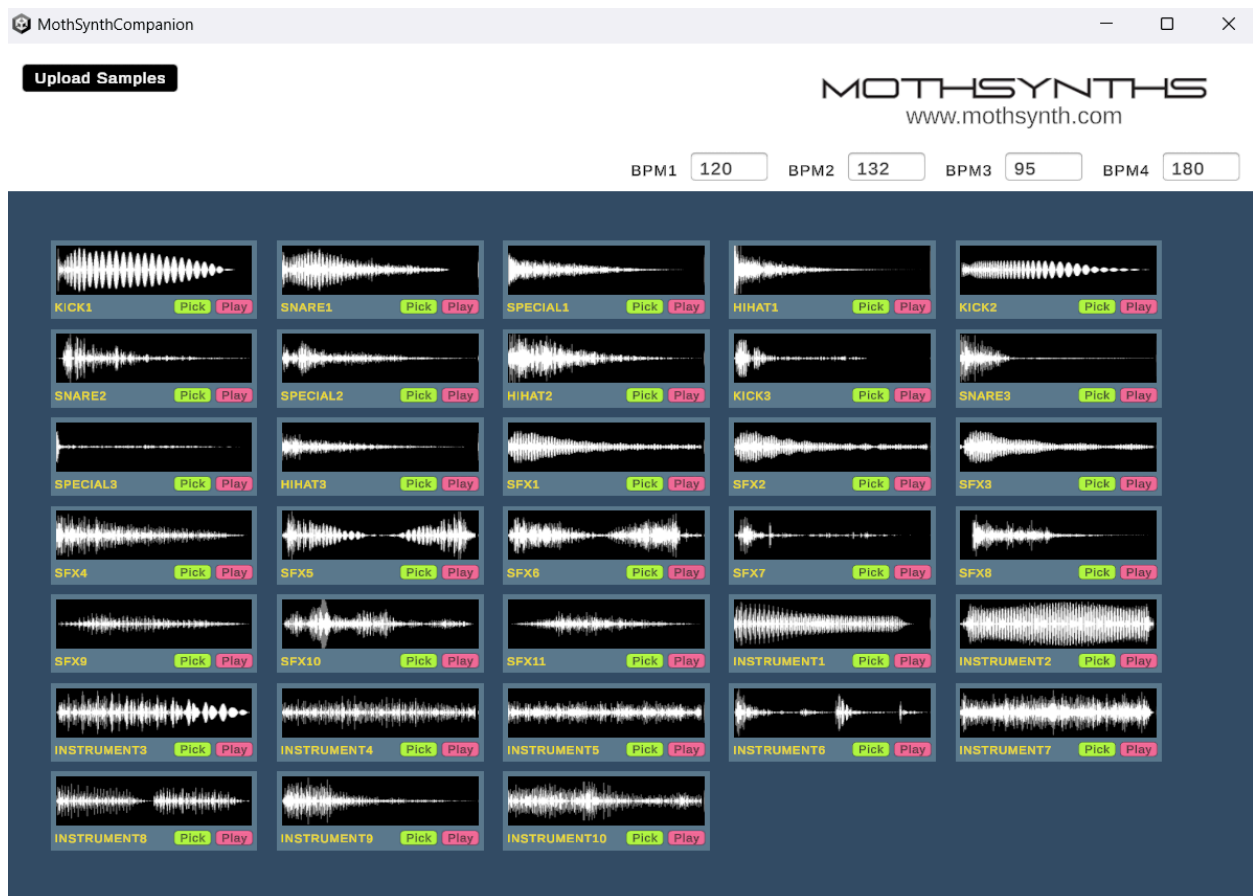 MothSynthCompanion
Upload Samples
MOTHSYNTHS
www.mothsynth.com
BPM1 120 BPM2 132 BPM3 95 BPM4 180
KICK1 Pick Play SNARE1 Pick Play SPECIAL1 Pick Play HIHAT1 Pick Play KICK2 Pick Play
SNARE2 Pick Play SPECIAL2 Pick Play HIHAT2 Pick Play KICK3 Pick Play SNARE3 Pick Play
SPECIAL3 Pick Play HIHAT3 Pick Play SFX1 Pick Play SFX2 Pick Play SFX3 Pick Play
SFX4 Pick Play SFX5 Pick Play SFX6 Pick Play SFX7 Pick Play SFX8 Pick Play
SFX9 Pick Play SFX10 Pick Play SFX11 Pick Play INSTRUMENT1 Pick Play INSTRUMENT2 Pick Play
INSTRUMENT3 Pick Play INSTRUMENT4 Pick Play INSTRUMENT5 Pick Play INSTRUMENT6 Pick Play INSTRUMENT7 Pick Play
INSTRUMENT8 Pick Play INSTRUMENT9 Pick Play INSTRUMENT10 Pick Play